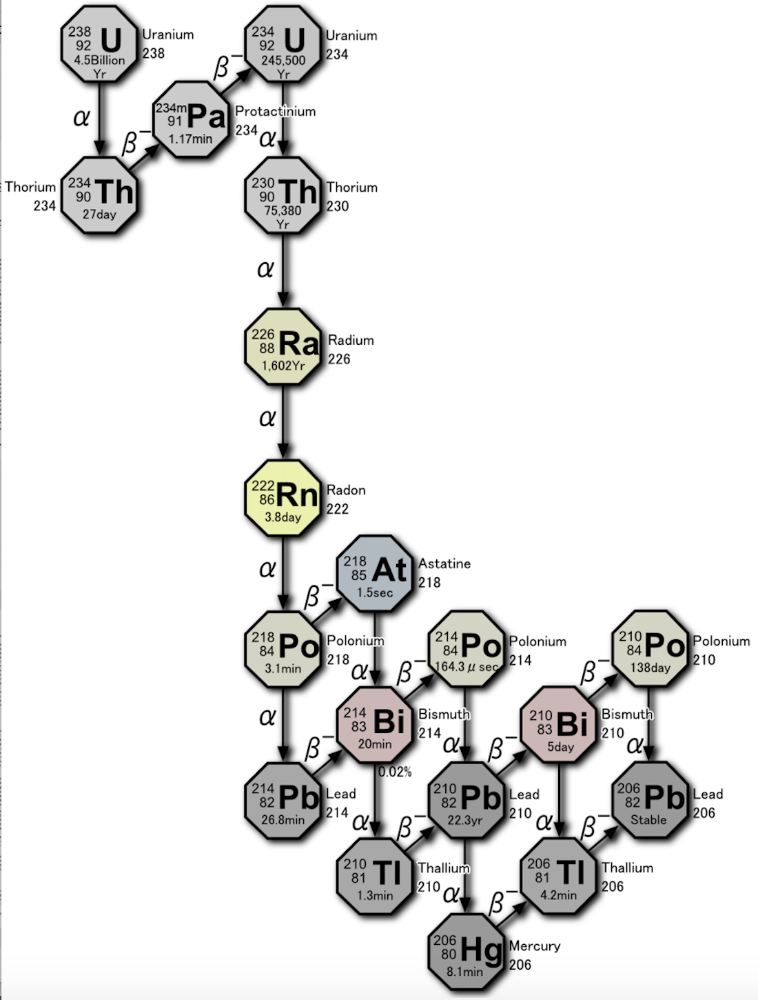 238
92 U
4.5Billion
Yr
Uranium
238
234
92 U
245,500
Yr
Uranium
234
β−
α
234m
91 Pa
1.17min
Protactinium
234
α
β−
Thorium
234
234
90 Th
27day
230
90 Th
75,380
Yr
Thorium
230
α
226
88 Ra
1,602Yr
Radium
226
α
222
86 Rn
3.8day
Radon
222
α
218
85 At
1.5sec
Astatine
218
β−
218
84 Po
3.1min
Polonium
218
α
β−
214
84 Po
164.3 μ sec
Polonium
214
β−
210
84 Po
138day
Polonium
210
α
214
83 Bi
20min
Bismuth
214
0.02%
β−
α
β−
210
83 Bi
5day
Bismuth
210
α
214
82 Pb
26.8min
Lead
214
α
β−
210
82 Pb
22.3yr
Lead
210
α
β−
206
82 Pb
Stable
Lead
206
210
81 Tl
1.3min
Thallium
210
α
β−
206
81 Tl
4.2min
Thallium
206
206
80 Hg
8.1min
Mercury
206